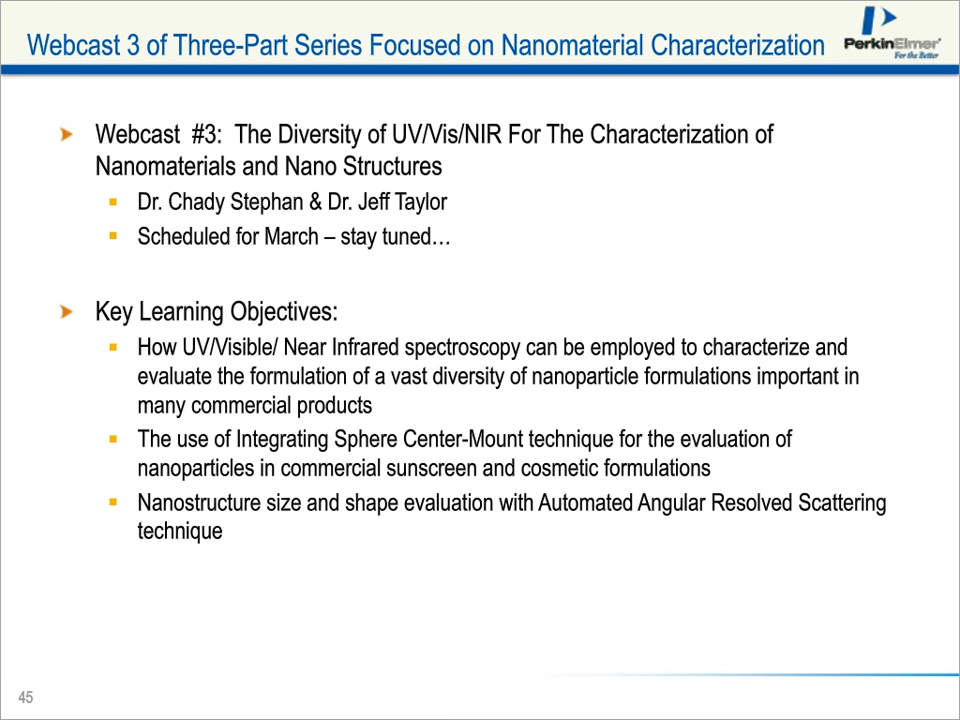 Webcast 3 of Three-Part Series Focused on Nanomaterial Characterization
PerkinElmer
For the Better
Webcast #3: The Diversity of UV/Vis/NIR For The Characterization of
Nanomaterials and Nano Structures
Dr. Chady Stephan & Dr. Jeff Taylor
Scheduled for March – stay tuned…
Key Learning Objectives:
How UV/Visible/ Near Infrared spectroscopy can be employed to characterize and
evaluate the formulation of a vast diversity of nanoparticle formulations important in
many commercial products
The use of Integrating Sphere Center-Mount technique for the evaluation of
nanoparticles in commercial sunscreen and cosmetic formulations
Nanostructure size and shape evaluation with Automated Angular Resolved Scattering
technique
45